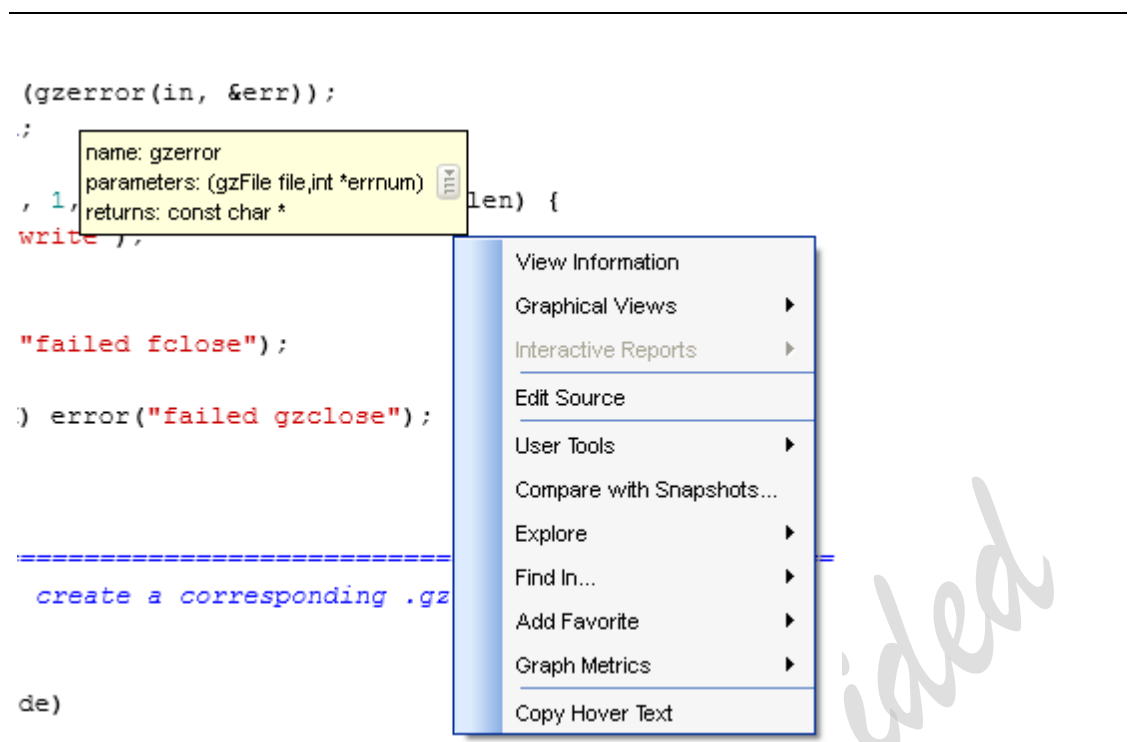 (gzerror(in, &err));
;
name: gzerror
parameters: (gzFile file,int *errnum)
returns: const char *
, 1, len) {
write );
View Information
Graphical Views
"failed fclose");
Interactive Reports
Edit Source
) error("failed gzclose");
User Tools
Compare with Snapshots...
Explore
Find In...
create a corresponding .gz
Add Favorite
Graph Metrics
de)
Copy Hover Text